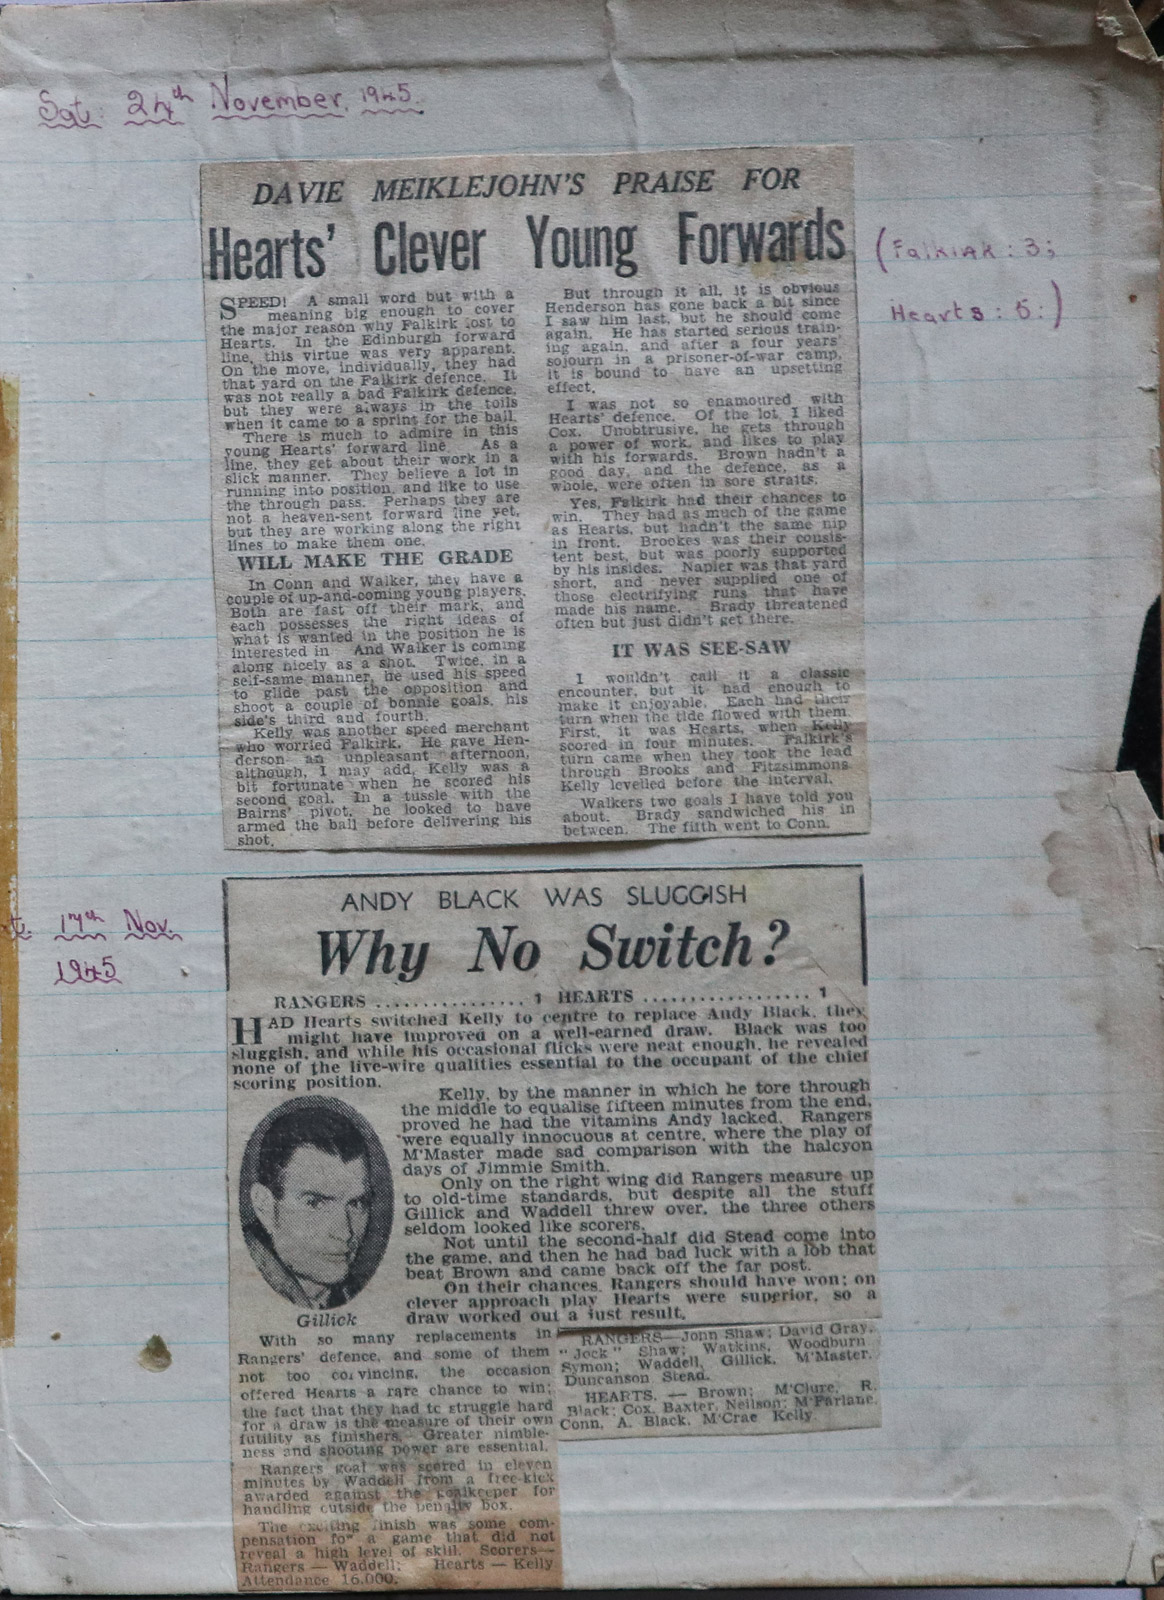 Sat. 24th November, 1945.
DAVIE MEIKLEJOHN'S PRAISE FOR
Hearts' Clever Young Forwards
(Falkirk : 3;
Hearts : 5:)
SPEED! A small word but with a
meaning big enough to cover
the major reason why Falkirk lost to
Hearts. In the Edinburgh forward
line, this virtue was very apparent.
On the move, individually, they had
that yard on the Falkirk defence. It
was not really a bad Falkirk defence,
but they were always in the toils
when it came to a sprint for the ball.
There is much to admire in this
young Hearts' forward line. As a
line, they get about their work in a
slick manner. They believe a lot in
running into position, and like to use
the through pass. Perhaps they are
not a heaven-sent forward line yet,
but they are working along the right
lines to make them one.
WILL MAKE THE GRADE
In Conn and Walker, they have a
couple of up-and-coming young players.
Both are fast off their mark, and
each possesses the right ideas of
what is wanted in the position he is
interested in. And Walker is coming
along nicely as a shot. Twice, in a
self-same manner, he used his speed
to glide past the opposition and
shoot a couple of bonnie goals, his
side's third and fourth.
Kelly was another speed merchant
who worried Falkirk. He gave Hen-
derson an unpleasant afternoon,
although, I may add, Kelly was a
bit fortunate when he scored his
second goal. In a tussle with the
Bairns' pivot, he looked to have
armed the ball before delivering his
shot.
But through it all, it is obvious
Henderson has gone back a bit since
I saw him last, but he should come
again. He has started serious train-
ing again, and after a four years'
sojourn in a prisoner-of-war camp,
it is bound to have an upsetting
effect.
I was not so enamoured with
Hearts' defence. Of the lot, I liked
Cox. Unobtrusive, he gets through
a power of work, and likes to play
with his forwards. Brown hadn't a
good day, and the defence, as a
whole, were often in sore straits.
Yes, Falkirk had their chances to
win. They had as much of the game
as Hearts, but hadn't the same nip
in front. Brookes was their consis-
tent best, but was poorly supported
by his insides. Napier was that yard
short, and never supplied one of
those electrifying runs that have
made his name. Brady threatened
often but just didn't get there.
IT WAS SEE-SAW
I wouldn't call it a classic
encounter, but it had enough to
make it enjoyable. Each had their
turn when the tide flowed with them.
First, it was Hearts, when Kelly
scored in four minutes. Falkirk's
turn came when they took the lead
through Brooks and Fitzsimmons.
Kelly levelled before the interval.
Walkers two goals I have told you
about. Brady sandwiched his in
between. The fifth went to Conn.
t. 17th Nov.
1945
ANDY BLACK WAS SLUGGISH
Why No Switch?
RANGERS ................ 1 HEARTS .................. 1
HAD Hearts switched Kelly to centre to replace Andy Black, they
might have improved on a well-earned draw. Black was too
sluggish, and while his occasional flicks were neat enough, he revealed
none of the live-wire qualities essential to the occupant of the chief
scoring position.
Kelly, by the manner in which he tore through
the middle to equalise fifteen minutes from the end,
proved he had the vitamins Andy lacked. Rangers
were equally innocuous at centre, where the play of
M'Master made sad comparison with the halcyon
days of Jimmie Smith.
Only on the right wing did Rangers measure up
to old-time standards, but despite all the stuff
Gillick and Waddell threw over, the three others
seldom looked like scorers.
Not until the second-half did Stead come into
the game, and then he had bad luck with a lob that
beat Brown and came back off the far post.
On their chances, Rangers should have won; on
clever approach play Hearts were superior, so a
draw worked out a just result.
Gillick
With so many replacements in
Rangers' defence, and some of them
not too convincing, the occasion
offered Hearts a rare chance to win;
the fact that they had to struggle hard
for a draw is the measure of their own
futility as finishers. Greater nimble-
ness and shooting power are essential.
Rangers goal was scored in eleven
minutes by Waddell from a free-kick
awarded against the goalkeeper for
handling outside the penalty box.
The exciting finish was some com-
pensation for a game that did not
reveal a high level of skill. Scorers—
Rangers — Waddell; Hearts — Kelly.
Attendance 16,000.
RANGERS—John Shaw; David Gray,
"Jock" Shaw; Watkins, Woodburn,
Symon; Waddell, Gillick, M'Master,
Duncanson Stead.
HEARTS. — Brown; M'Clure, R.
Black; Cox, Baxter, Neilson; M'Farlane,
Conn, A. Black, M'Crae Kelly